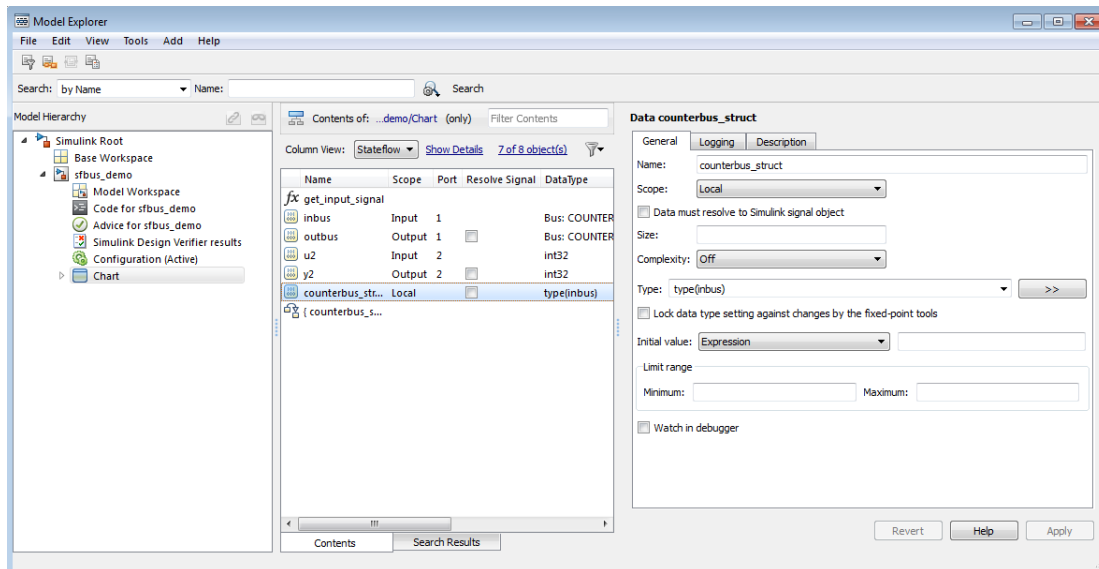 Model Explorer
File Edit View Tools Add Help
Search: by Name Name: Search
Model Hierarchy
Simulink Root
Base Workspace
sfbus_demo
Model Workspace
Code for sfbus_demo
Advice for sfbus_demo
Simulink Design Verifier results
Configuration (Active)
Chart
Contents of: ...demo/Chart (only) Filter Contents
Column View: Stateflow Show Details 7 of 8 object(s)
Name Scope Port Resolve Signal DataType
fx get_input_signal
inbus Input 1 Bus: COUNTER
outbus Output 1 Bus: COUNTER
u2 Input 2 int32
y2 Output 2 int32
counterbus_str... Local type(inbus)
{ counterbus_s...
Contents Search Results
Data counterbus_struct
General Logging Description
Name: counterbus_struct
Scope: Local
Data must resolve to Simulink signal object
Size:
Complexity: Off
Type: type(inbus) >>
Lock data type setting against changes by the fixed-point tools
Initial value: Expression
Limit range
Minimum: Maximum:
Watch in debugger
Revert Help Apply